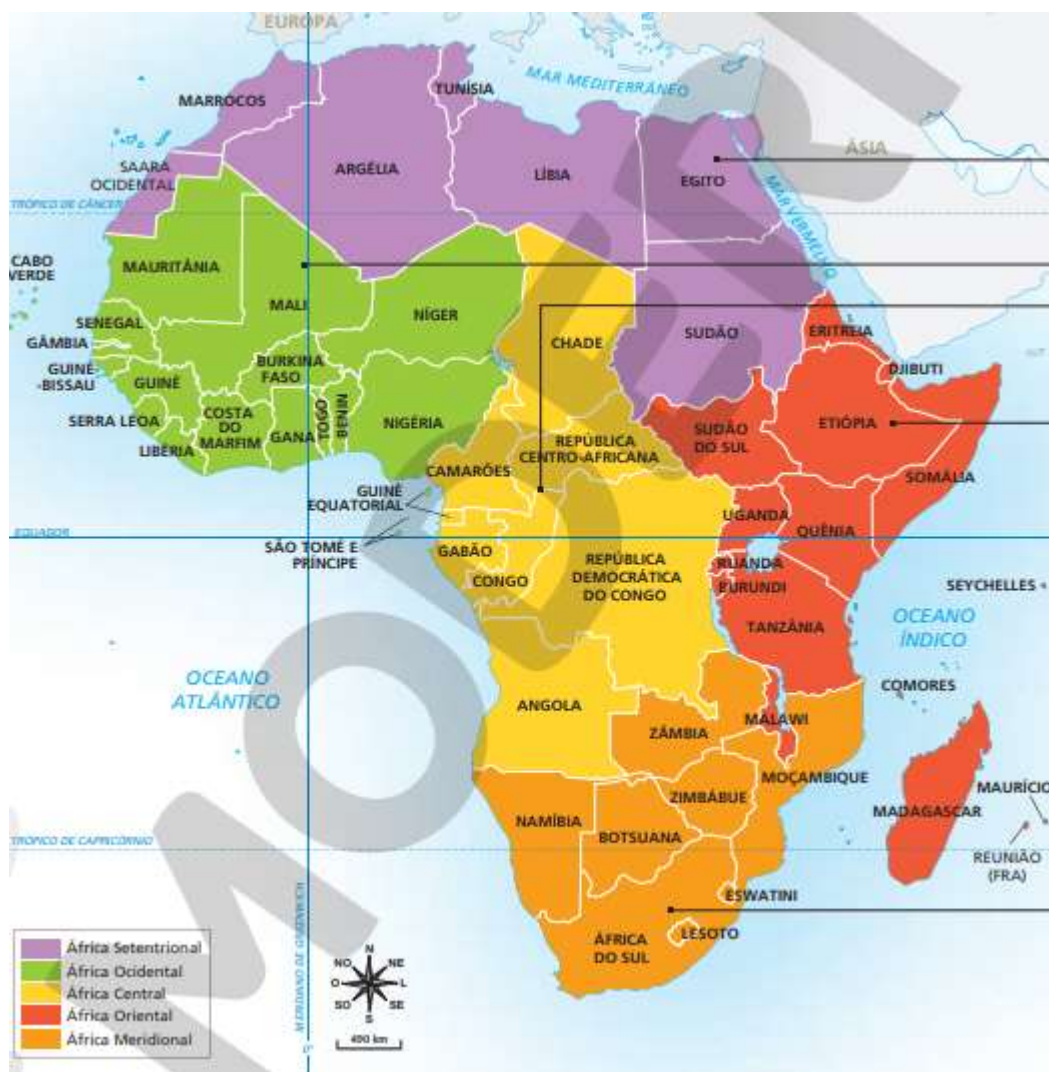 EUROPA
MAR MEDITERRÂNEO
TUNÍSIA
MARROCOS
ÁSIA
SAARA
OCIDENTAL
ARGÉLIA
LÍBIA
EGITO
MAR VERMELHO
TRÓPICO DE CÂNCER
CABO
VERDE
MAURITÂNIA
MALI
NÍGER
SENEGAL
GÂMBIA
GUINÉ
-BISSAU
GUINÉ
BURKINA
FASO
CHADE
SUDÃO
ERITREIA
DJIBUTI
SERRA LEOA
COSTA
DO
MARFIM
LIBÉRIA
GANA
TOGO
BENIN
NIGÉRIA
ETIÓPIA
SUDÃO
DO SUL
REPÚBLICA
CENTRO-AFRICANA
CAMARÕES
SOMÁLIA
GUINÉ
EQUATORIAL
UGANDA
QUÊNIA
EQUADOR
SÃO TOMÉ E
PRÍNCIPE
GABÃO
CONGO
REPÚBLICA
DEMOCRÁTICA
DO CONGO
RUANDA
BURUNDI
SEYCHELLES
TANZÂNIA
OCEANO
ÍNDICO
OCEANO
ATLÂNTICO
COMORES
ANGOLA
ZÂMBIA
MALAWI
MOÇAMBIQUE
ZIMBÁBUE
MADAGASCAR
MAURÍCIO
NAMÍBIA
BOTSUANA
REUNIÃO
(FRA)
TRÓPICO DE CAPRICÓRNIO
ESWATINI
LESOTO
ÁFRICA
DO SUL
MERIDIANO DE GREENWICH
0°
África Setentrional
África Ocidental
África Central
África Oriental
África Meridional
N
NO
NE
O
L
SO
SE
S
490 km